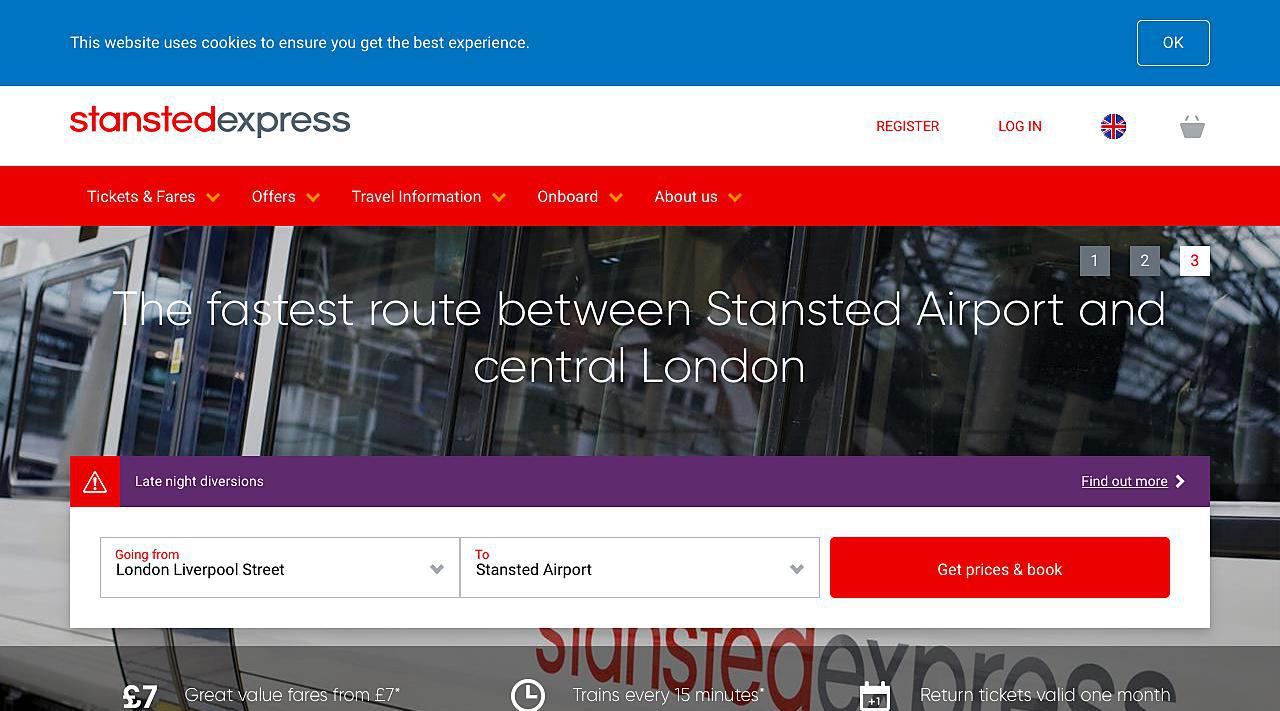 This website uses cookies to ensure you get the best experience.
OK
stanstedexpress
REGISTER
LOG IN
Tickets & Fares
Offers
Travel Information
Onboard
About us
1
2
3
The fastest route between Stansted Airport and
central London
Late night diversions
Find out more
Going from
London Liverpool Street
To
Stansted Airport
Get prices & book
stanstedexpress
£7
Great value fares from £7*
Trains every 15 minutes*
+1
Return tickets valid one month